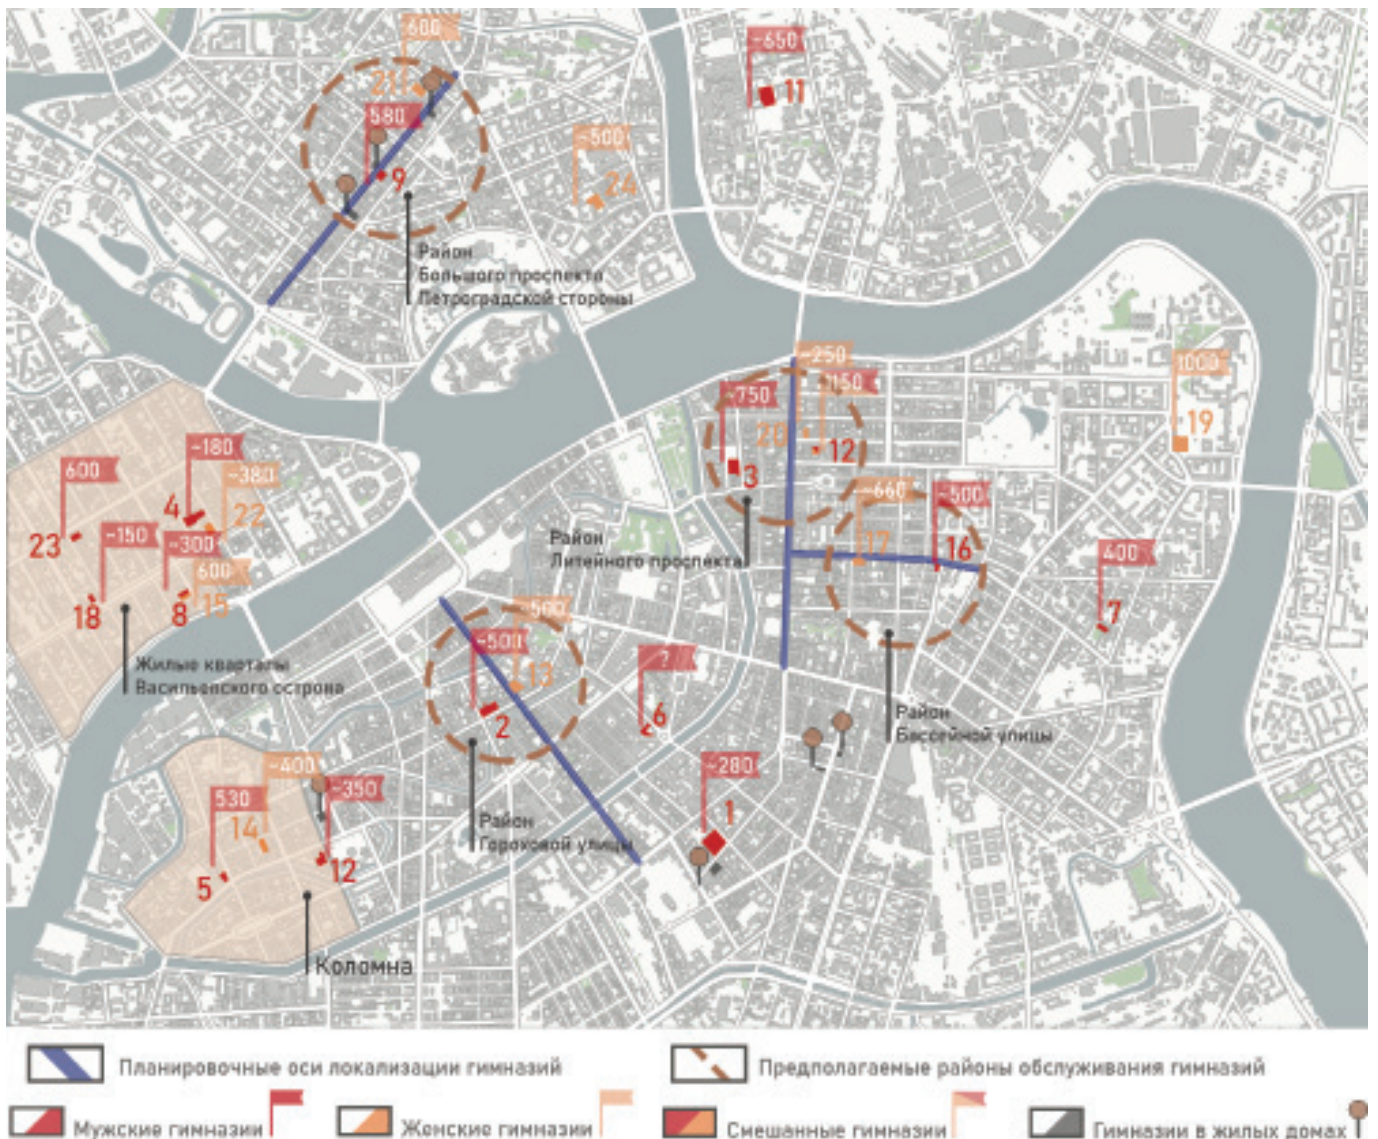 600
~650
21
11
580
~500
9
24
Район
Большого проспекта
Петроградской стороны
~250
1150
~750
1000
20
12
19
3
~180
600
~380
4
22
~660
~500
23
~150
~300
Район
Литейного проспекта
17
16
400
600
18
8
15
7
~500
~500
Жилые кварталы
Васильевского острова
13
?
2
6
Район
Бассейной улицы
~400
~280
530
~350
14
1
Район
Гороховой улицы
5
12
Коломна
Планировочные оси локализации гимназий
Предполагаемые районы обслуживания гимназий
Мужские гимназии
Женские гимназии
Смешанные гимназии
Гимназии в жилых домах